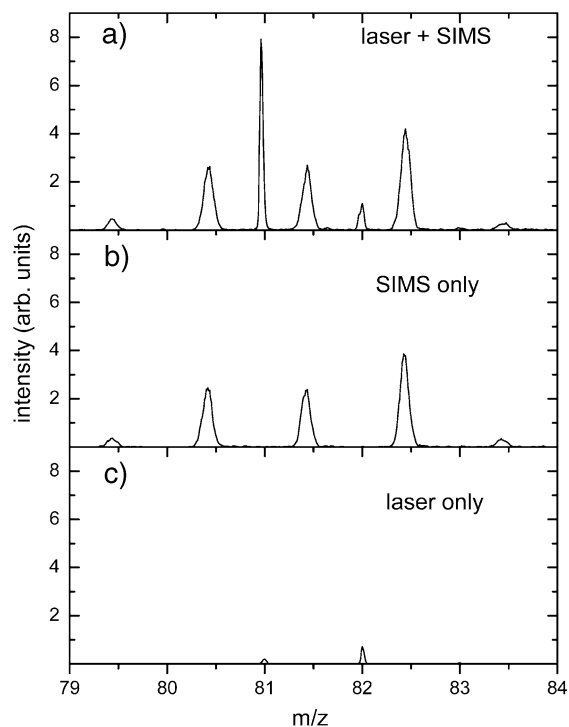 a)
laser + SIMS
8
6
4
2
b)
SIMS only
8
6
4
2
c)
laser only
8
6
4
2
intensity (arb. units)
79 80 81 82 83 84
m/z